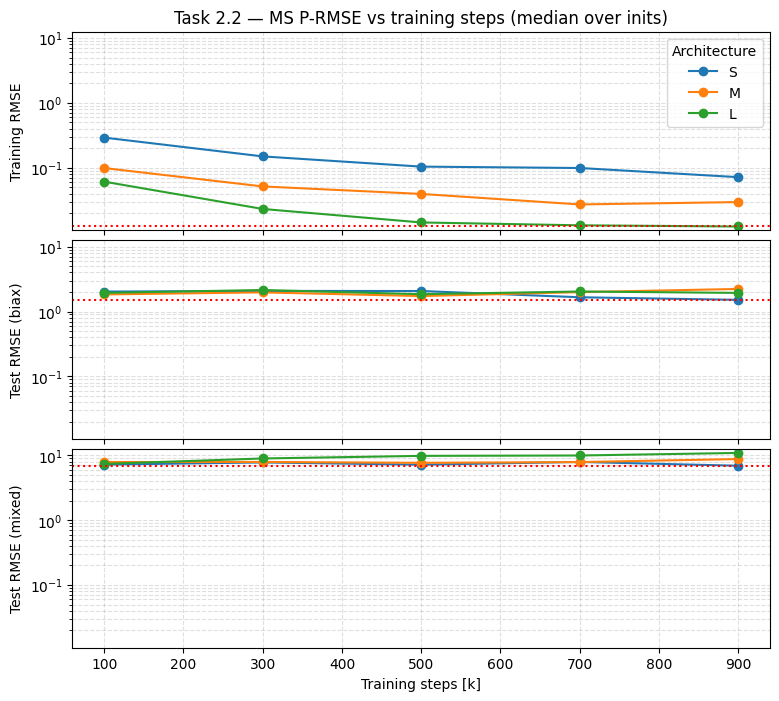 Task 2.2 — MS P-RMSE vs training steps (median over inits)
Training RMSE
10¹
10⁰
10⁻¹
Architecture
S
M
L
Test RMSE (biax)
10¹
10⁰
10⁻¹
Test RMSE (mixed)
10¹
10⁰
10⁻¹
100 200 300 400 500 600 700 800 900
Training steps [k]